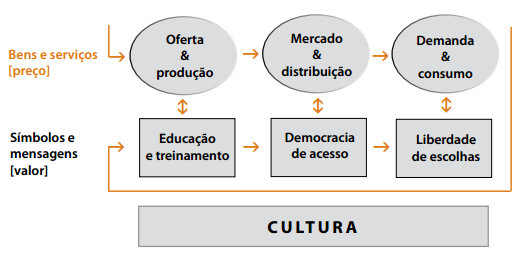 Bens e serviços
[preço]
Oferta
&
produção
Mercado
&
distribuição
Demanda
&
consumo
Símbolos e
mensagens
[valor]
Educação
e treinamento
Democracia
de acesso
Liberdade
de escolhas
CULTURA